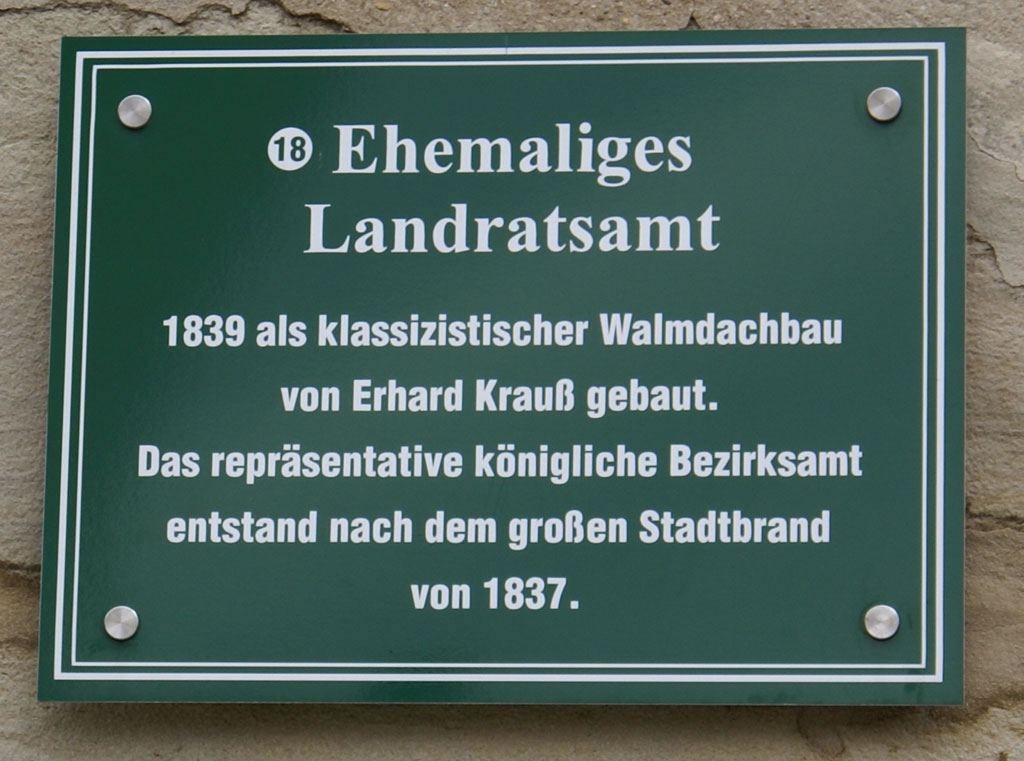 18 Ehemaliges
Landratsamt
1839 als klassizistischer Walmdachbau
von Erhard Krauß gebaut.
Das repräsentative königliche Bezirksamt
entstand nach dem großen Stadtbrand
von 1837.